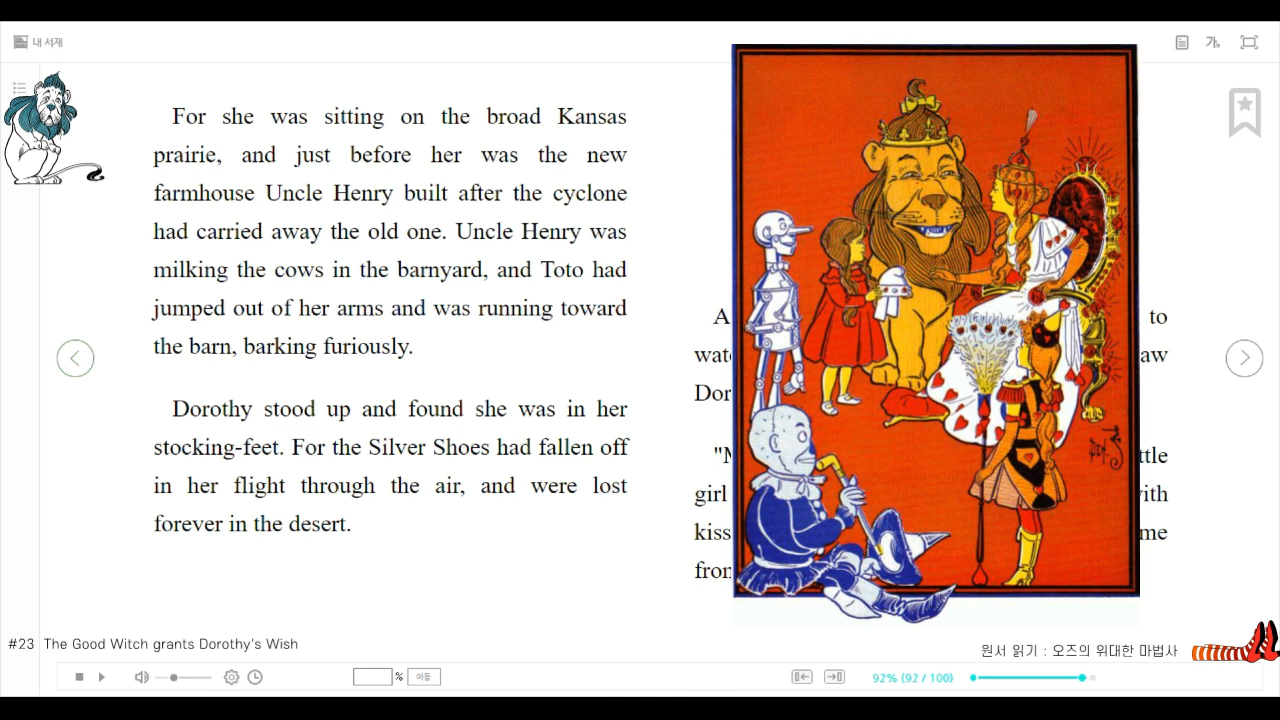 내 서재
가
For she was sitting on the broad Kansas
prairie, and just before her was the new
farmhouse Uncle Henry built after the cyclone
had carried away the old one. Uncle Henry was
milking the cows in the barnyard, and Toto had
jumped out of her arms and was running toward
the barn, barking furiously.
Dorothy stood up and found she was in her
stocking-feet. For the Silver Shoes had fallen off
in her flight through the air, and were lost
forever in the desert.
A to
wat aw
Dor
"M ttle
girl with
kiss me
from
#23 The Good Witch grants Dorothy's Wish
원서 읽기 : 오즈의 위대한 마법사
% 이동
92% (92 / 100)